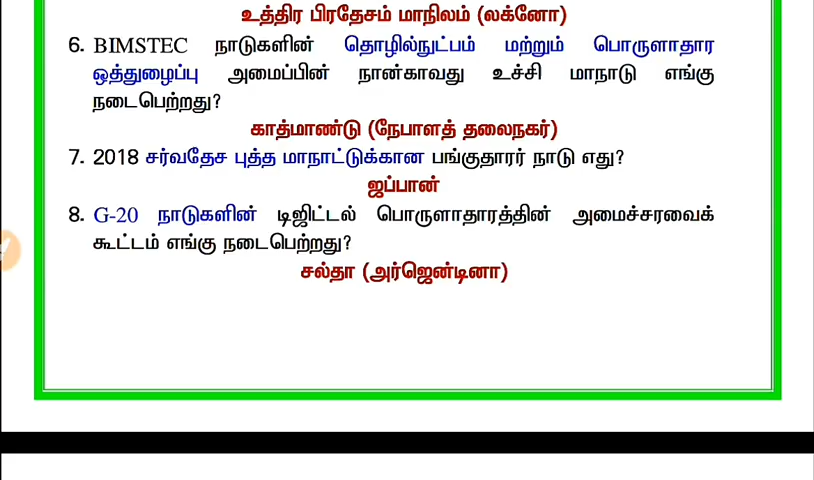 உத்திர பிரதேசம் மாநிலம் (லக்னோ)
6. BIMSTEC நாடுகளின் தொழில்நுட்பம் மற்றும் பொருளாதார
ஒத்துழைப்பு அமைப்பின் நான்காவது உச்சி மாநாடு எங்கு
நடைபெற்றது?
காத்மாண்டு (நேபாளத் தலைநகர்)
7. 2018 சர்வதேச புத்த மாநாட்டுக்கான பங்குதாரர் நாடு எது?
ஜப்பான்
8. G-20 நாடுகளின் டிஜிட்டல் பொருளாதாரத்தின் அமைச்சரவைக்
கூட்டம் எங்கு நடைபெற்றது?
சல்தா (அர்ஜென்டினா)